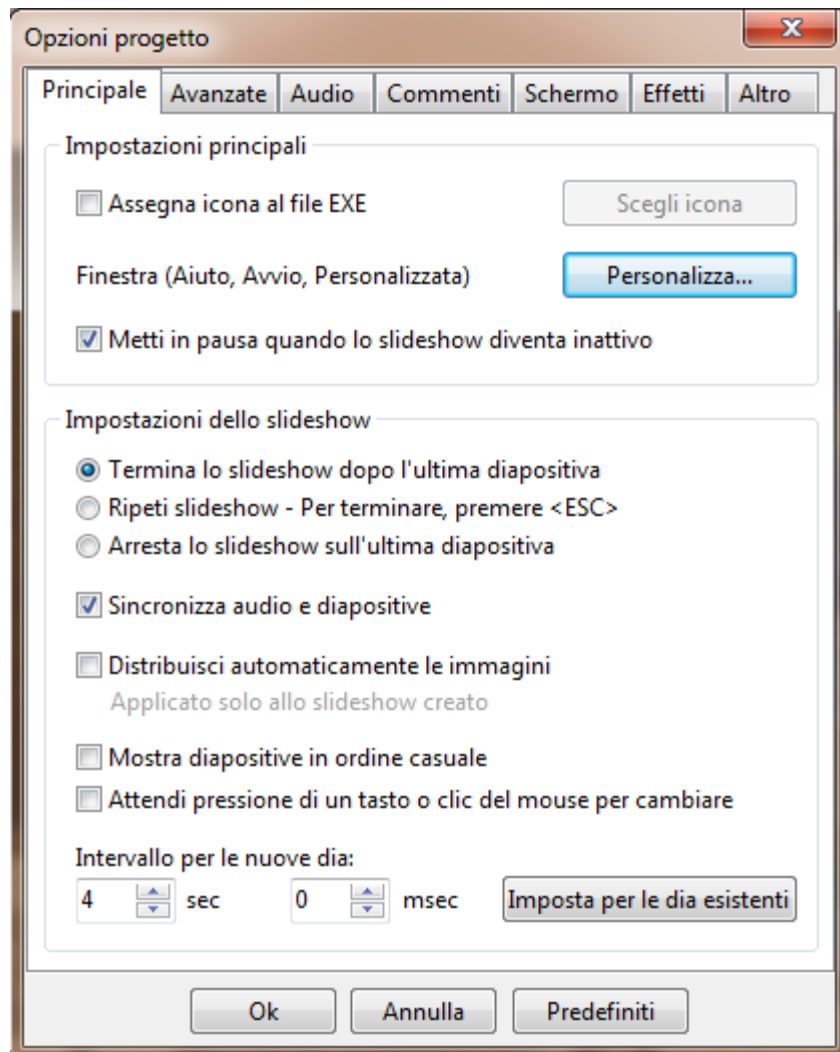 Opzioni progetto
Principale Avanzate Audio Commenti Schermo Effetti Altro
Impostazioni principali
Assegna icona al file EXE Scegli icona
Finestra (Aiuto, Avvio, Personalizzata) Personalizza...
Metti in pausa quando lo slideshow diventa inattivo
Impostazioni dello slideshow
Termina lo slideshow dopo l'ultima diapositiva
Ripeti slideshow - Per terminare, premere <ESC>
Arresta lo slideshow sull'ultima diapositiva
Sincronizza audio e diapositive
Distribuisci automaticamente le immagini
Applicato solo allo slideshow creato
Mostra diapositive in ordine casuale
Attendi pressione di un tasto o clic del mouse per cambiare
Intervallo per le nuove dia:
4 sec 0 msec Imposta per le dia esistenti
Ok Annulla Predefiniti